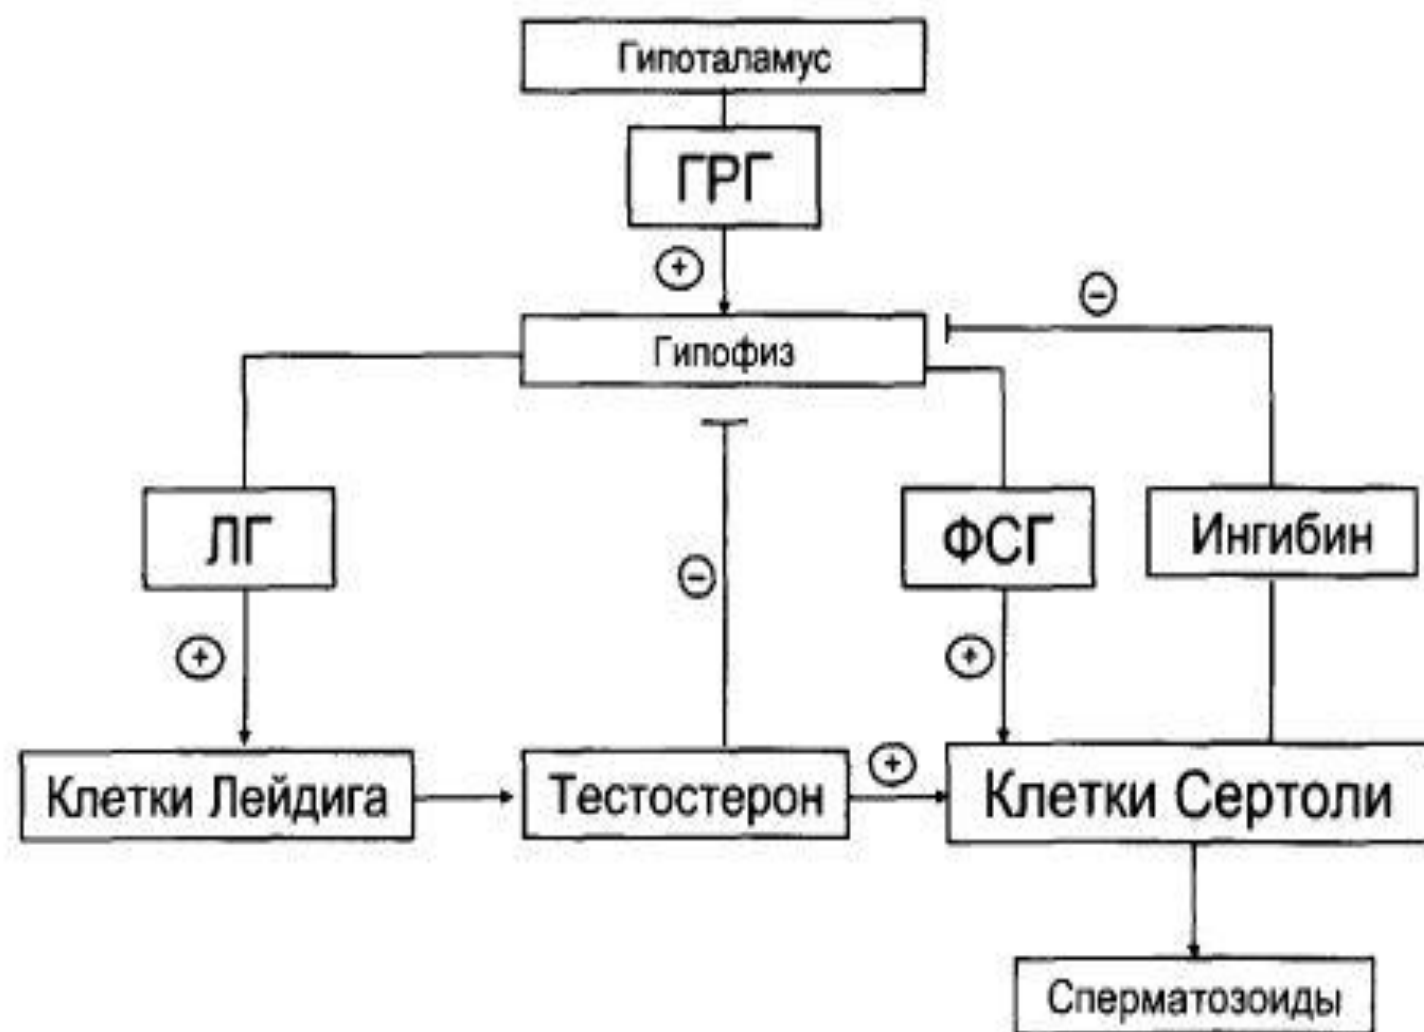 Гипоталамус
ГРГ
+
−
Гипофиз
ЛГ
ФСГ
Ингибин
−
+
+
Клетки Лейдига
Тестостерон
+
Клетки Сертоли
Сперматозоиды